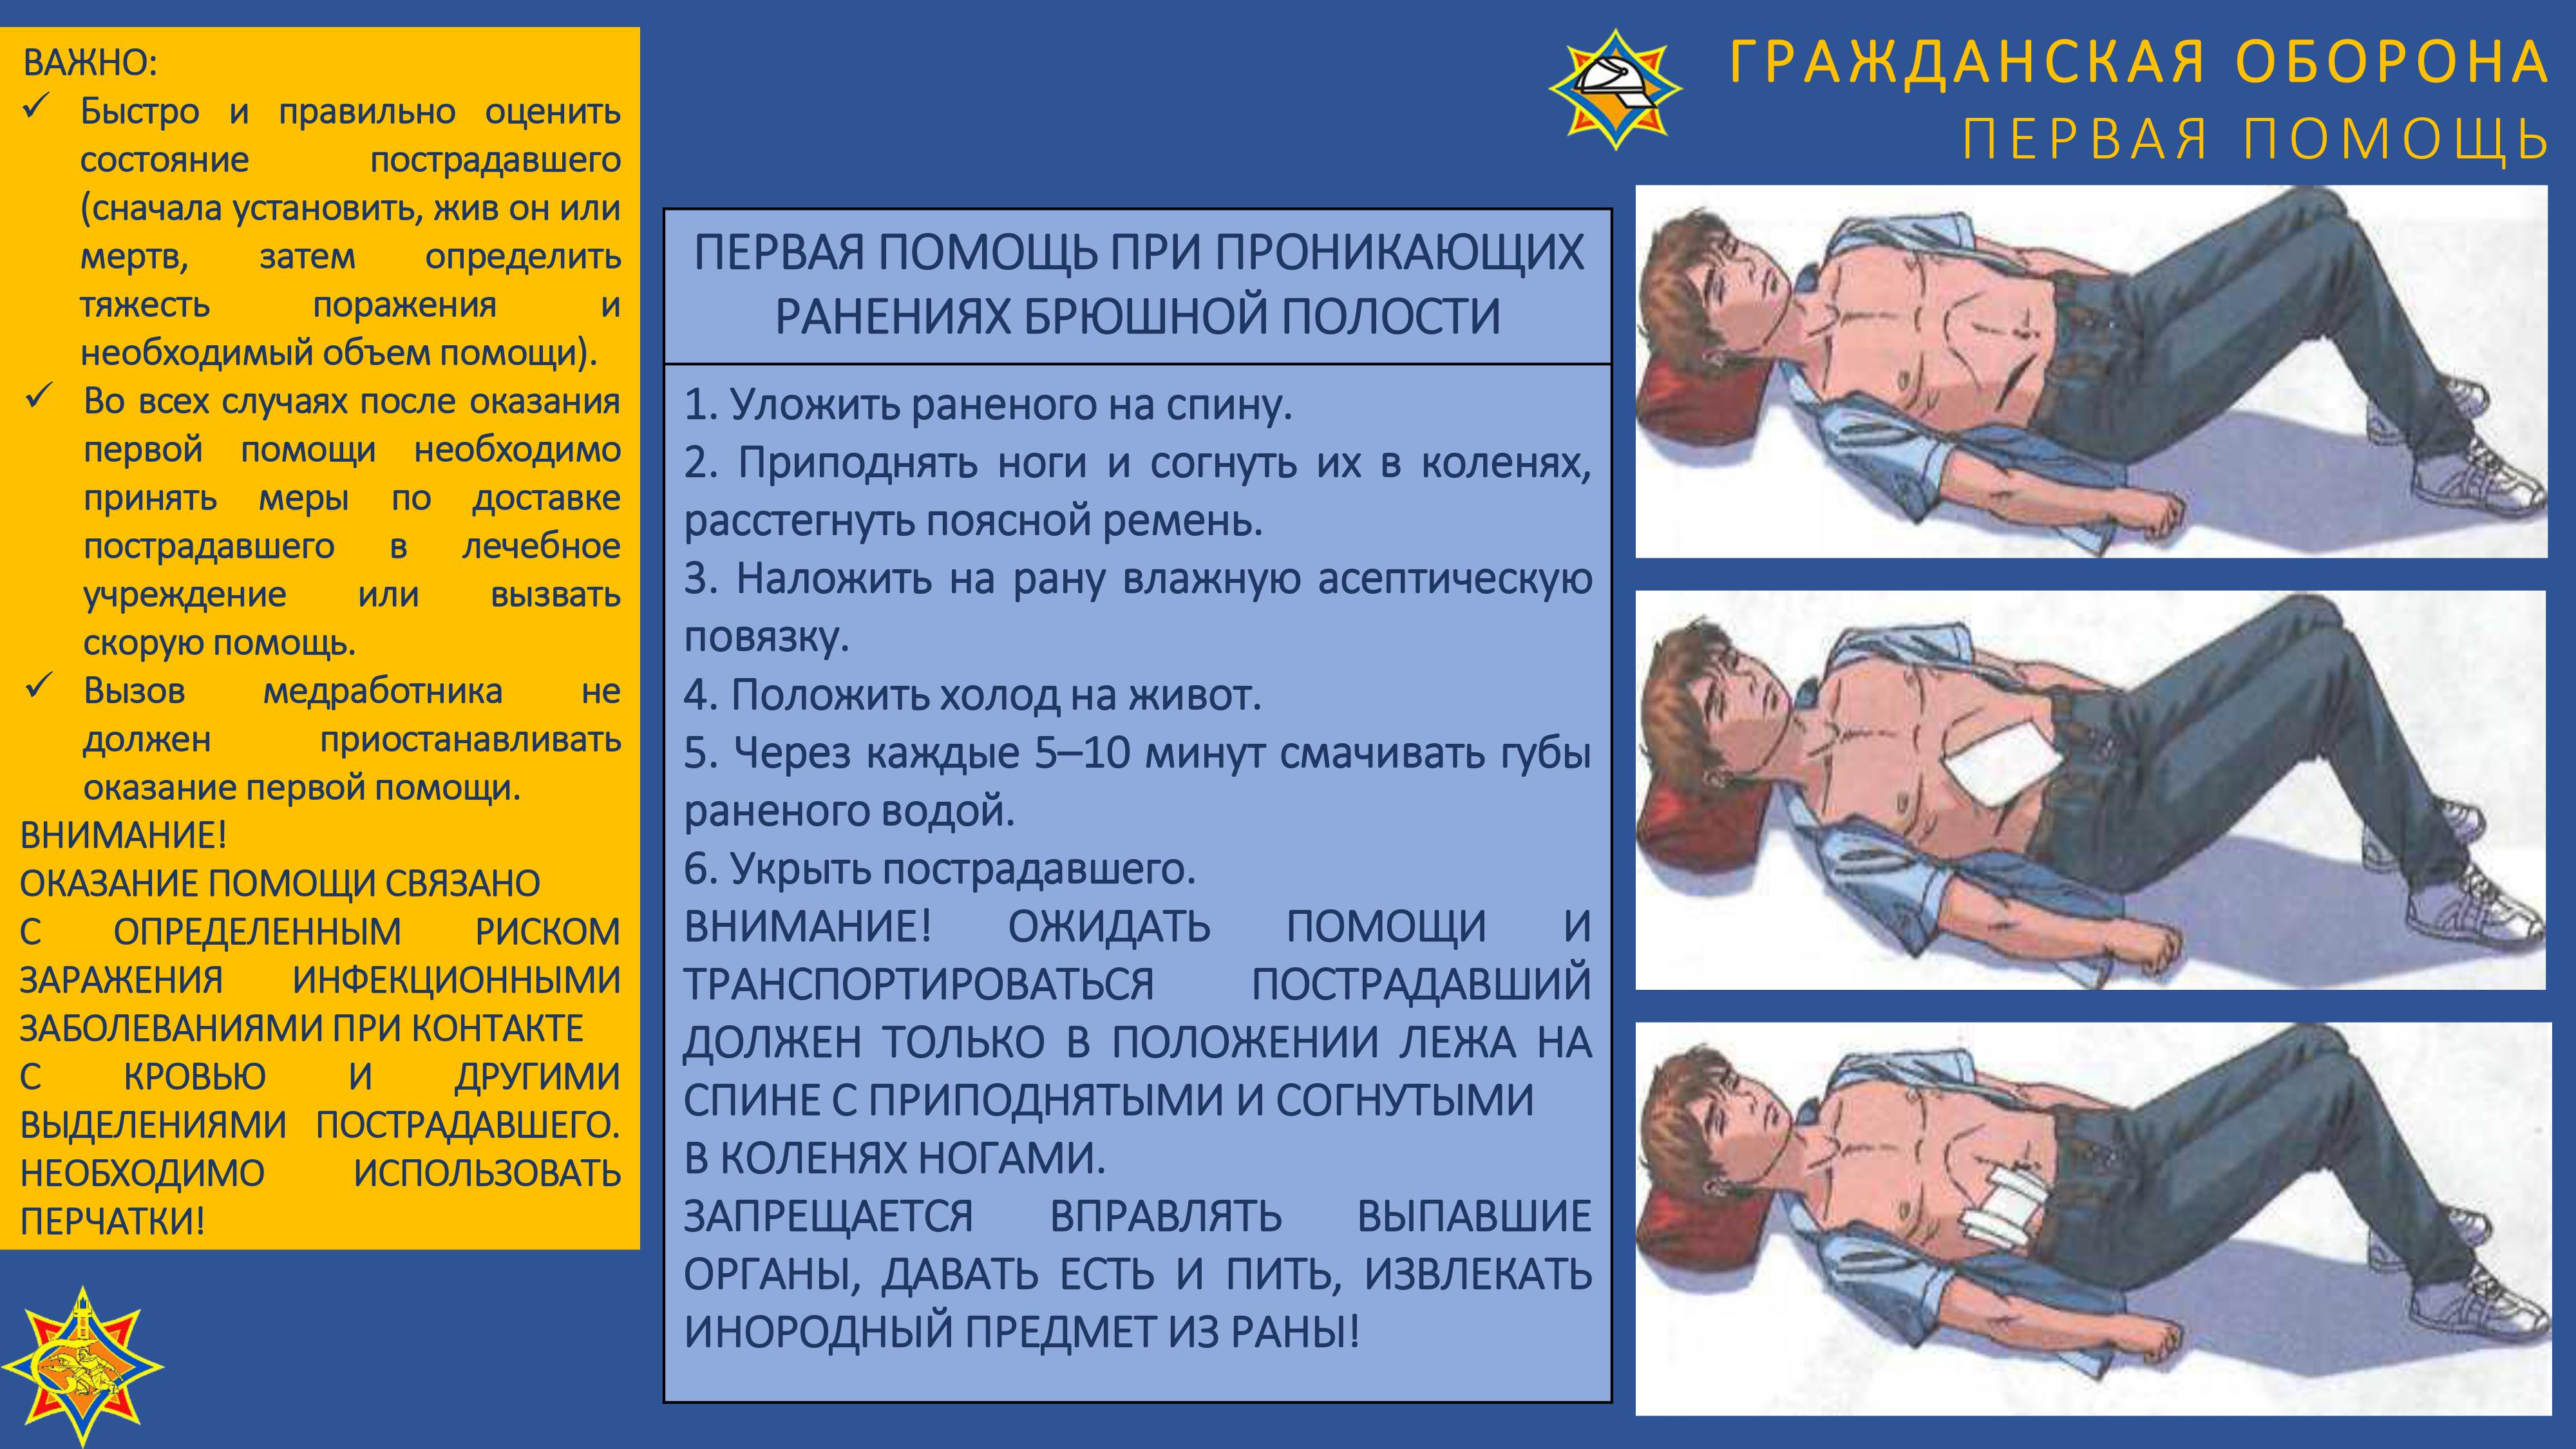 ВАЖНО:
✓ Быстро и правильно оценить
состояние пострадавшего
(сначала установить, жив он или
мертв, затем определить
тяжесть поражения и
необходимый объем помощи).
✓ Во всех случаях после оказания
первой помощи необходимо
принять меры по доставке
пострадавшего в лечебное
учреждение или вызвать
скорую помощь.
✓ Вызов медработника не
должен приостанавливать
оказание первой помощи.
ВНИМАНИЕ!
ОКАЗАНИЕ ПОМОЩИ СВЯЗАНО
С ОПРЕДЕЛЕННЫМ РИСКОМ
ЗАРАЖЕНИЯ ИНФЕКЦИОННЫМИ
ЗАБОЛЕВАНИЯМИ ПРИ КОНТАКТЕ
С КРОВЬЮ И ДРУГИМИ
ВЫДЕЛЕНИЯМИ ПОСТРАДАВШЕГО.
НЕОБХОДИМО ИСПОЛЬЗОВАТЬ
ПЕРЧАТКИ!
ГРАЖДАНСКАЯ ОБОРОНА
ПЕРВАЯ ПОМОЩЬ
ПЕРВАЯ ПОМОЩЬ ПРИ ПРОНИКАЮЩИХ
РАНЕНИЯХ БРЮШНОЙ ПОЛОСТИ
1. Уложить раненого на спину.
2. Приподнять ноги и согнуть их в коленях,
расстегнуть поясной ремень.
3. Наложить на рану влажную асептическую
повязку.
4. Положить холод на живот.
5. Через каждые 5–10 минут смачивать губы
раненого водой.
6. Укрыть пострадавшего.
ВНИМАНИЕ! ОЖИДАТЬ ПОМОЩИ И
ТРАНСПОРТИРОВАТЬСЯ ПОСТРАДАВШИЙ
ДОЛЖЕН ТОЛЬКО В ПОЛОЖЕНИИ ЛЕЖА НА
СПИНЕ С ПРИПОДНЯТЫМИ И СОГНУТЫМИ
В КОЛЕНЯХ НОГАМИ.
ЗАПРЕЩАЕТСЯ ВПРАВЛЯТЬ ВЫПАВШИЕ
ОРГАНЫ, ДАВАТЬ ЕСТЬ И ПИТЬ, ИЗВЛЕКАТЬ
ИНОРОДНЫЙ ПРЕДМЕТ ИЗ РАНЫ!